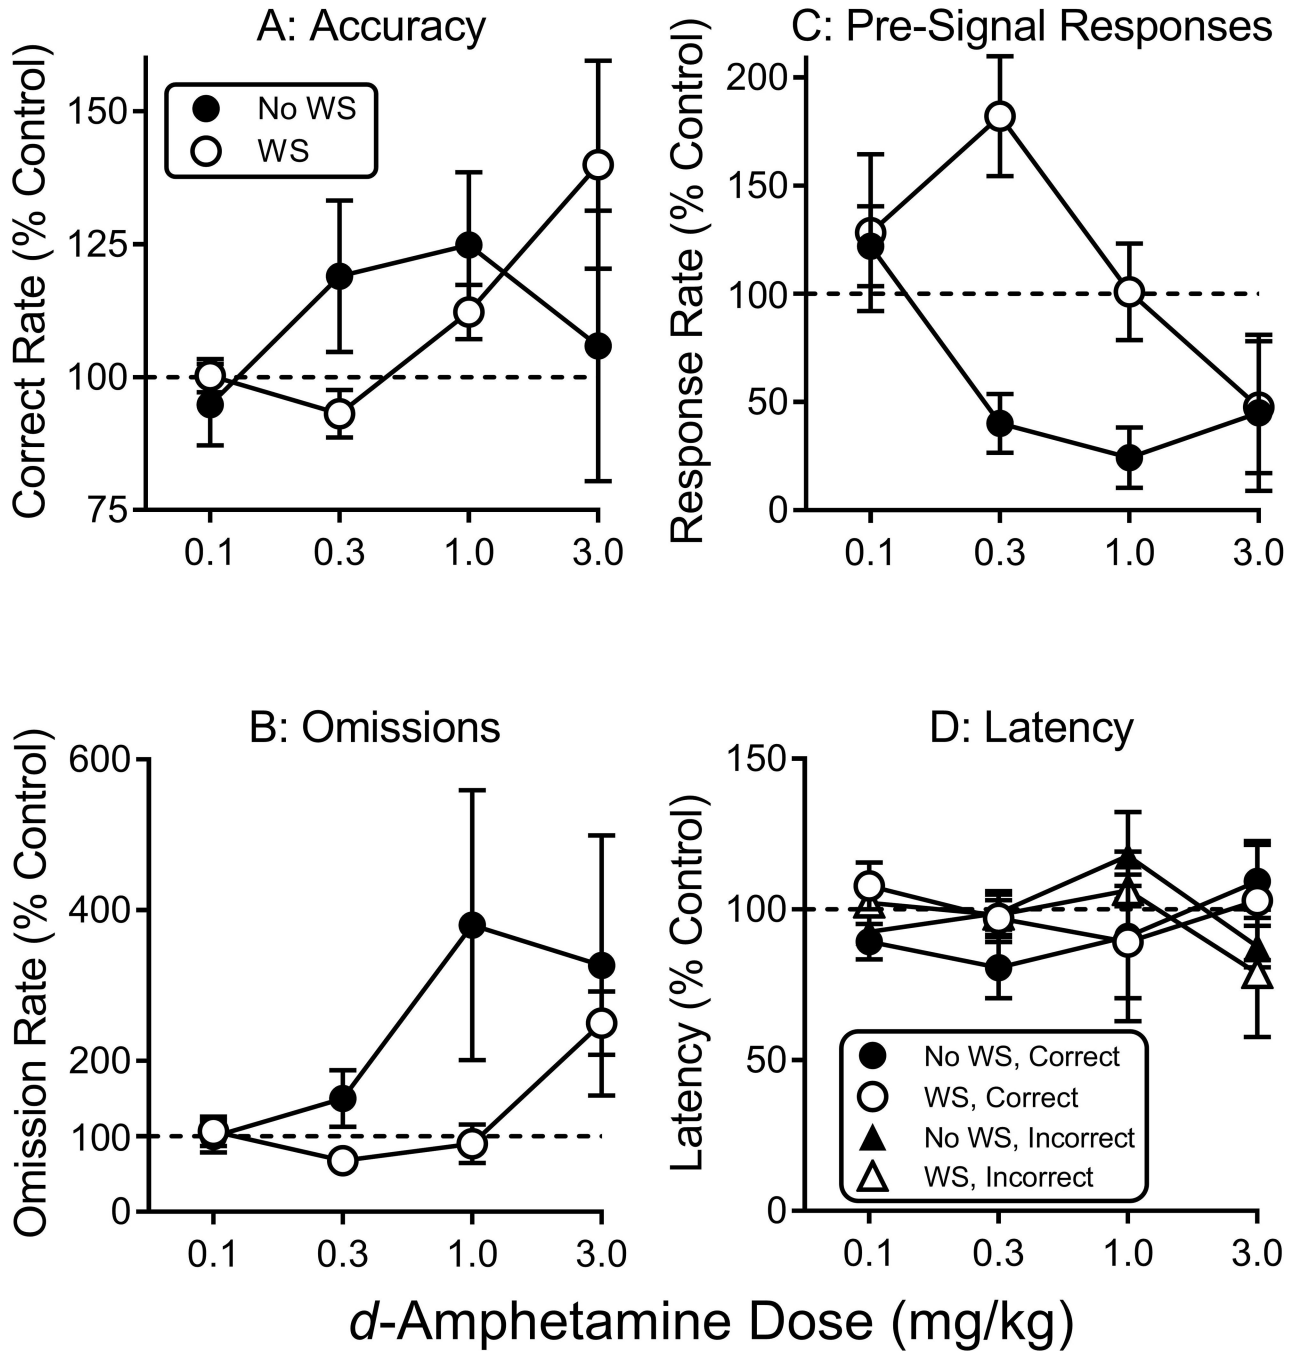 A: Accuracy
Correct Rate (% Control)
150
125
100
75
No WS
WS
0.1 0.3 1.0 3.0
C: Pre-Signal Responses
Response Rate (% Control)
200
150
100
50
0
0.1 0.3 1.0 3.0
B: Omissions
Omission Rate (% Control)
600
400
200
100
0
0.1 0.3 1.0 3.0
D: Latency
Latency (% Control)
150
100
50
0
No WS, Correct
WS, Correct
No WS, Incorrect
WS, Incorrect
0.1 0.3 1.0 3.0
d-Amphetamine Dose (mg/kg)